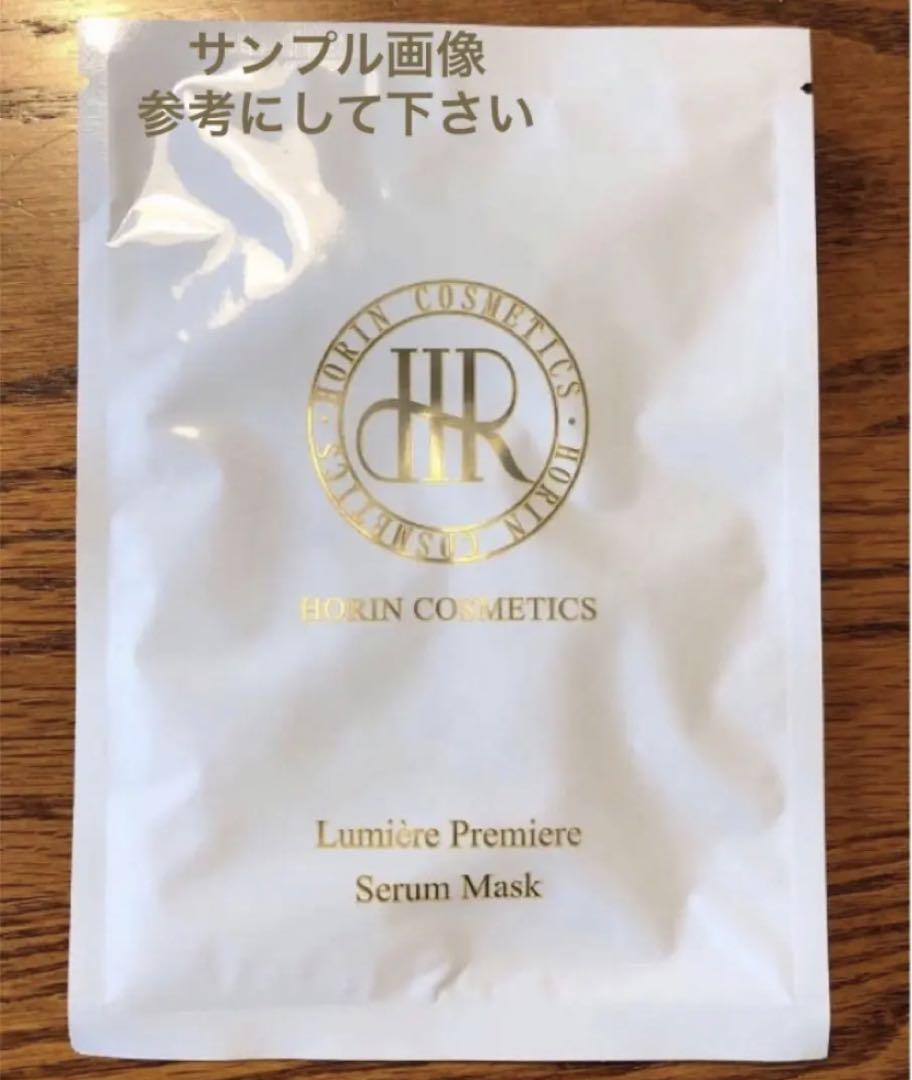 サンプル画像
参考にして下さい
HORIN COSMETICS · HORIN COSMETICS ·
HR
HORIN COSMETICS
Lumière Premiere
Serum Mask